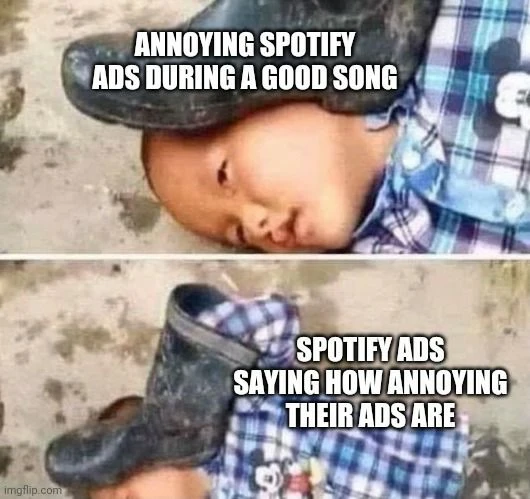 ANNOYING SPOTIFY
ADS DURING A GOOD SONG
SPOTIFY ADS
SAYING HOW ANNOYING
THEIR ADS ARE
imgflip.com